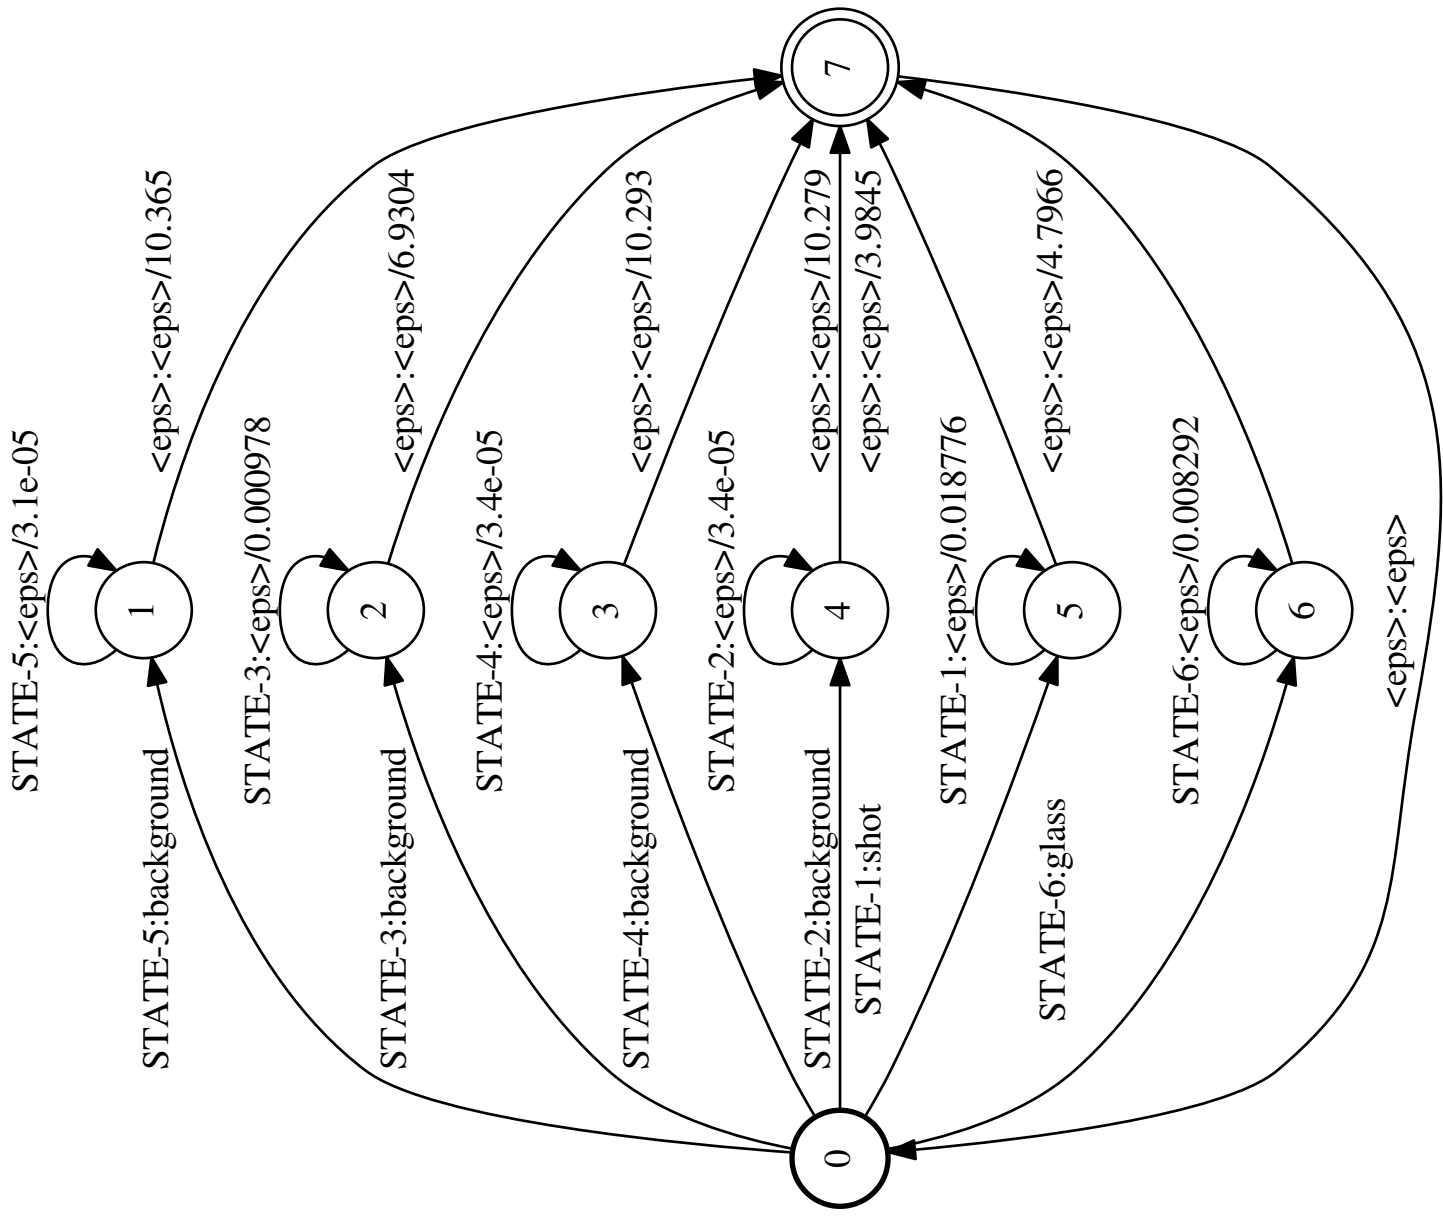 0
1
2
3
4
5
6
7
STATE-5:background
STATE-5:<eps>/3.1e-05
<eps>:<eps>/10.365
STATE-3:background
STATE-3:<eps>/0.000978
<eps>:<eps>/6.9304
STATE-4:background
STATE-4:<eps>/3.4e-05
<eps>:<eps>/10.293
STATE-2:background
STATE-2:<eps>/3.4e-05
<eps>:<eps>/10.279
STATE-1:shot
STATE-1:<eps>/0.018776
<eps>:<eps>/3.9845
STATE-6:glass
STATE-6:<eps>/0.008292
<eps>:<eps>/4.7966
<eps>:<eps>